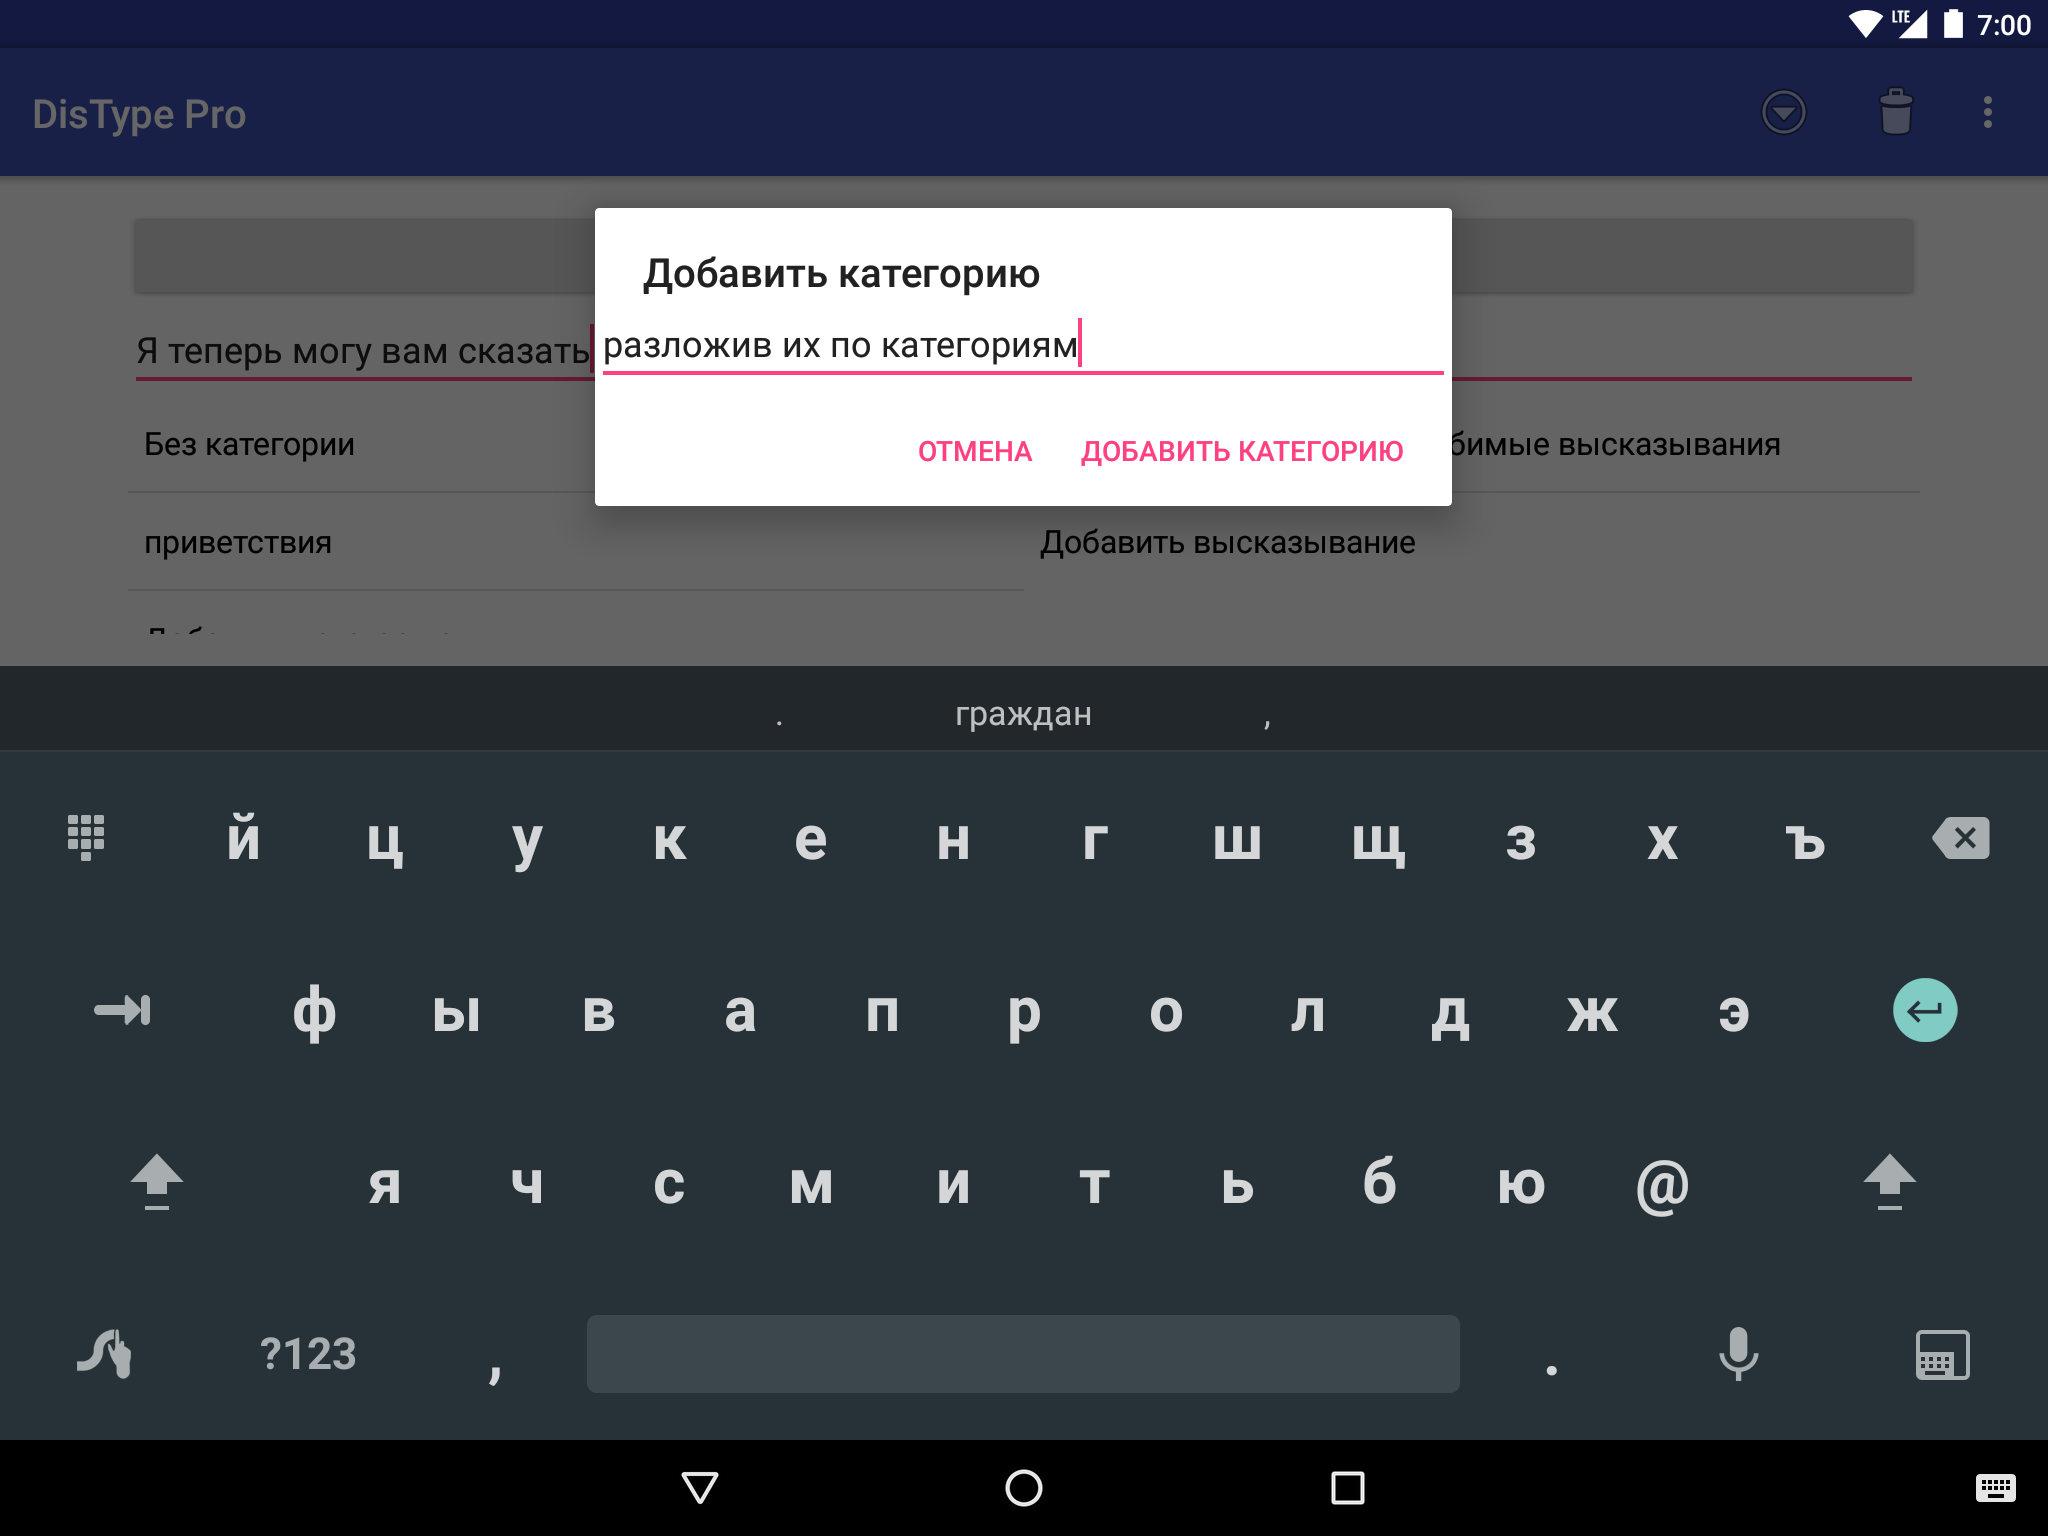 LTE 7:00
DisType Pro
Добавить категорию
Я теперь могу вам сказать
разложив их по категориям
ОТМЕНА ДОБАВИТЬ КАТЕГОРИЮ
Без категории
бимые высказывания
приветствия
Добавить высказывание
. граждан ,
й ц у к е н г ш щ з х ъ
ф ы в а п р о л д ж э
я ч с м и т ь б ю @
?123 , .